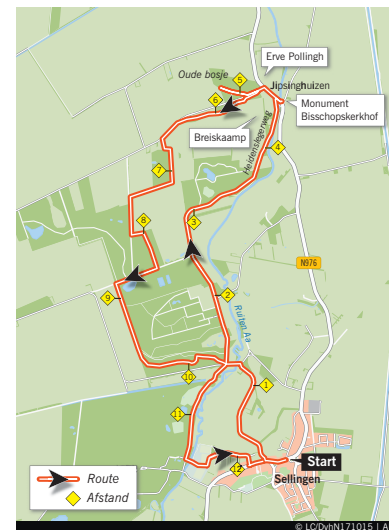 Erve Pollingh
Oude bosje
Jipsinghuizen
5
6
Monument
Bisschopskerkhof
Breiskaamp
Heidenslegerweg
4
7
3
8
N976
9
2
Ruiten Aa
10
1
11
12
Start
Sellingen
Route
Afstand
© LC/DvhN171015 | A